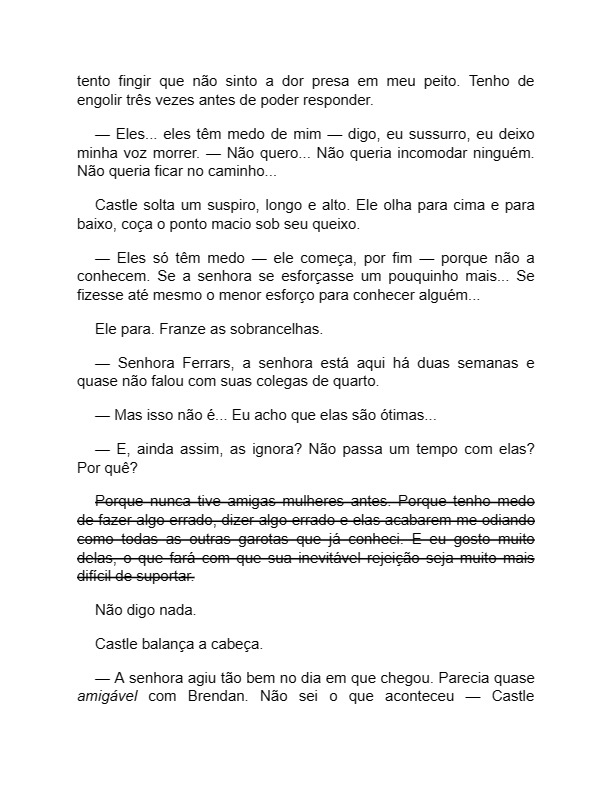 tento fingir que não sinto a dor presa em meu peito. Tenho de
engolir três vezes antes de poder responder.
— Eles... eles têm medo de mim — digo, eu sussurro, eu deixo
minha voz morrer. — Não quero... Não queria incomodar ninguém.
Não queria ficar no caminho...
Castle solta um suspiro, longo e alto. Ele olha para cima e para
baixo, coça o ponto macio sob seu queixo.
— Eles só têm medo — ele começa, por fim — porque não a
conhecem. Se a senhora se esforçasse um pouquinho mais... Se
fizesse até mesmo o menor esforço para conhecer alguém...
Ele para. Franze as sobrancelhas.
— Senhora Ferrars, a senhora está aqui há duas semanas e
quase não falou com suas colegas de quarto.
— Mas isso não é... Eu acho que elas são ótimas...
— E, ainda assim, as ignora? Não passa um tempo com elas?
Por quê?
Porque nunca tive amigas mulheres antes. Porque tenho medo
de fazer algo errado, dizer algo errado e elas acabarem me odiando
como todas as outras garotas que já conheci. E eu gosto muito
delas, o que fará com que sua inevitável rejeição seja muito mais
difícil de suportar.
Não digo nada.
Castle balança a cabeça.
— A senhora agiu tão bem no dia em que chegou. Parecia quase
amigável com Brendan. Não sei o que aconteceu — Castle